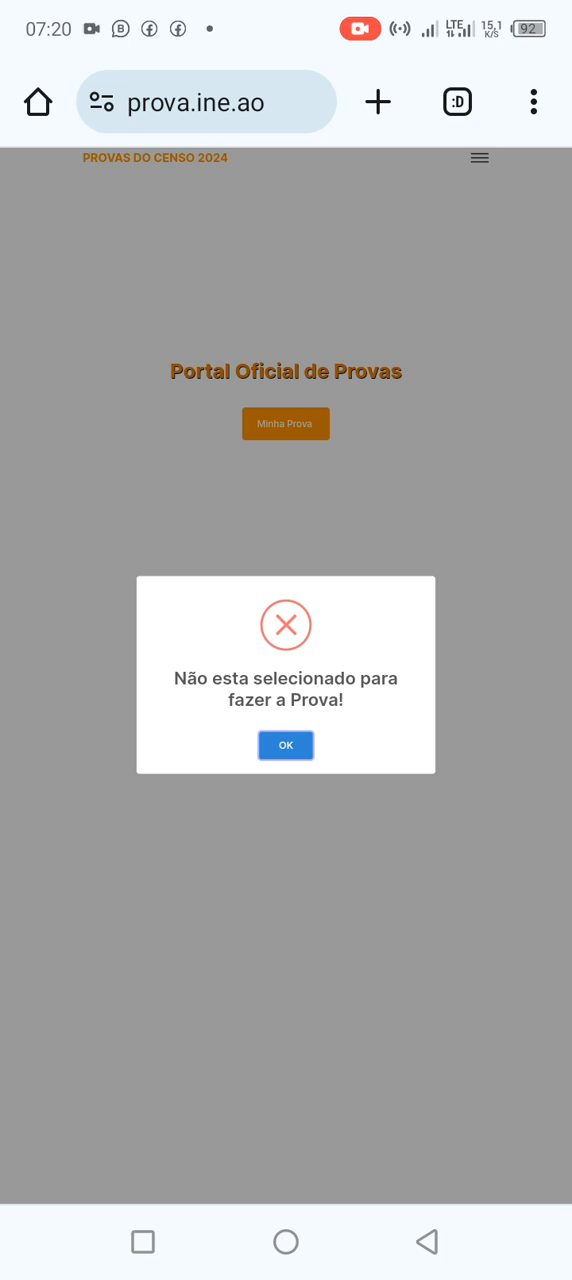 07:20
LTE
15,1
K/S
92
prova.ine.ao
:D
PROVAS DO CENSO 2024
Portal Oficial de Provas
Minha Prova
Não esta selecionado para
fazer a Prova!
OK